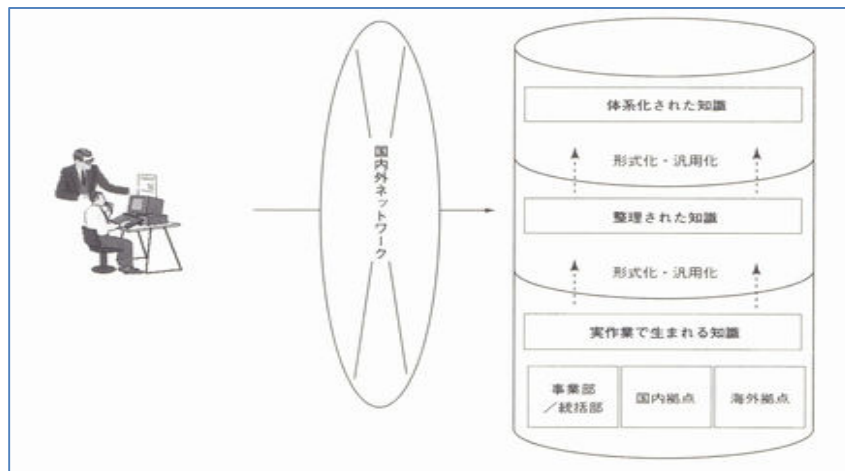 国内外ネットワーク
体系化された知識
形式化・汎用化
整理された知識
形式化・汎用化
実作業で生まれる知識
事業部
／統括部
国内拠点
海外拠点